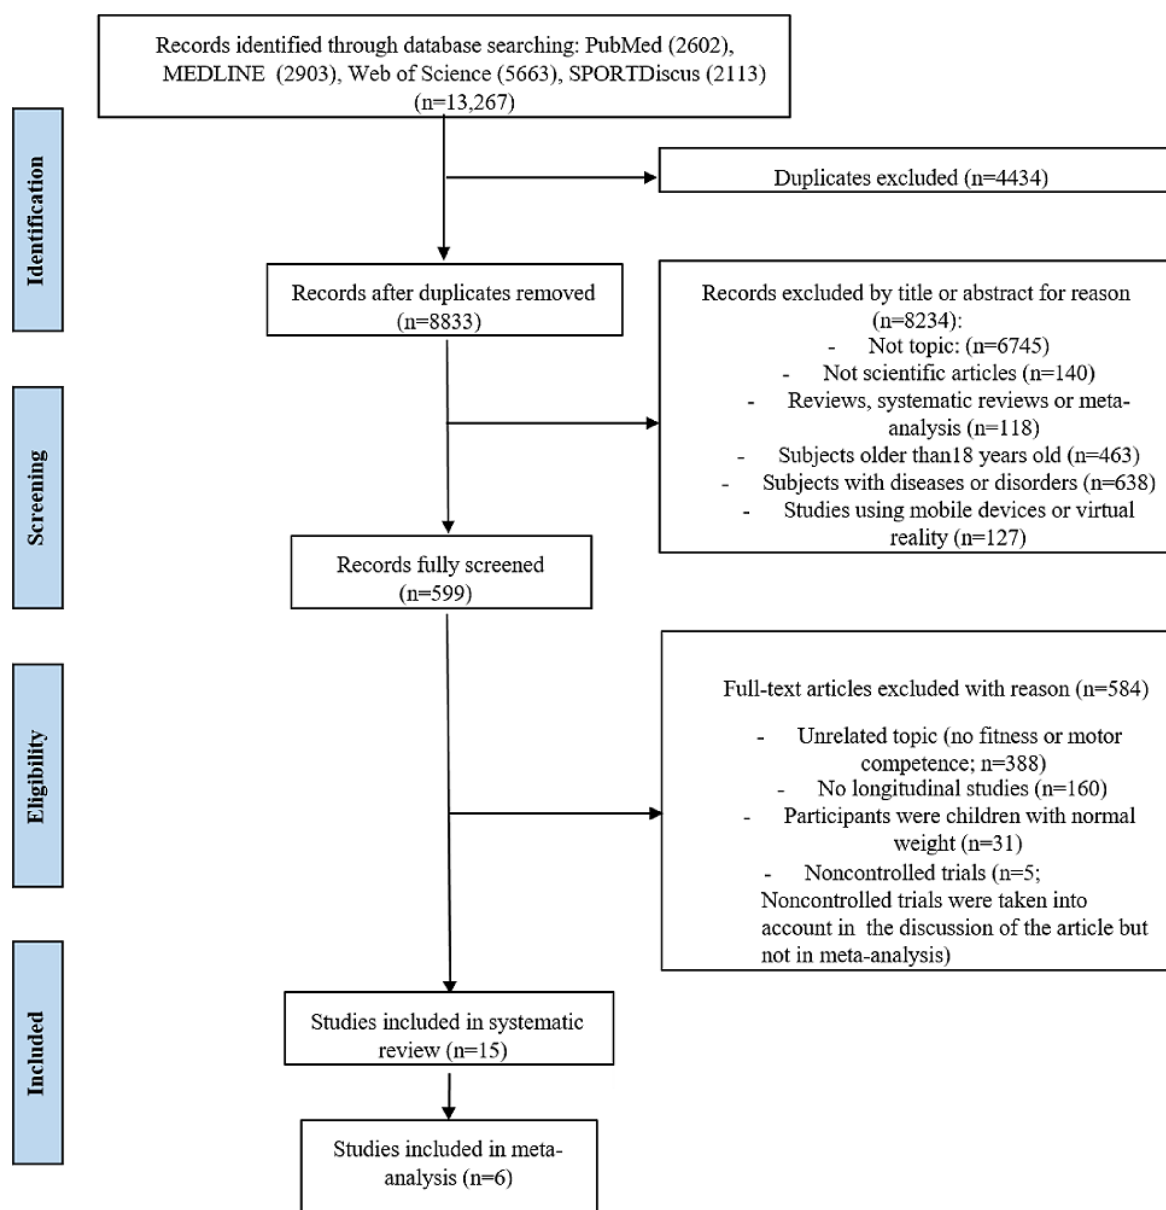 Records identified through database searching: PubMed (2602),
MEDLINE (2903), Web of Science (5663), SPORTDiscus (2113)
(n=13,267)
Identification
Duplicates excluded (n=4434)
Records after duplicates removed
(n=8833)
Records excluded by title or abstract for reason
(n=8234):
- Not topic: (n=6745)
- Not scientific articles (n=140)
- Reviews, systematic reviews or meta-
analysis (n=118)
- Subjects older than18 years old (n=463)
- Subjects with diseases or disorders (n=638)
- Studies using mobile devices or virtual
reality (n=127)
Screening
Records fully screened
(n=599)
Eligibility
Full-text articles excluded with reason (n=584)
- Unrelated topic (no fitness or motor
competence; n=388)
- No longitudinal studies (n=160)
- Participants were children with normal
weight (n=31)
- Noncontrolled trials (n=5;
Noncontrolled trials were taken into
account in the discussion of the article but
not in meta-analysis)
Included
Studies included in systematic
review (n=15)
Studies included in meta-
analysis (n=6)